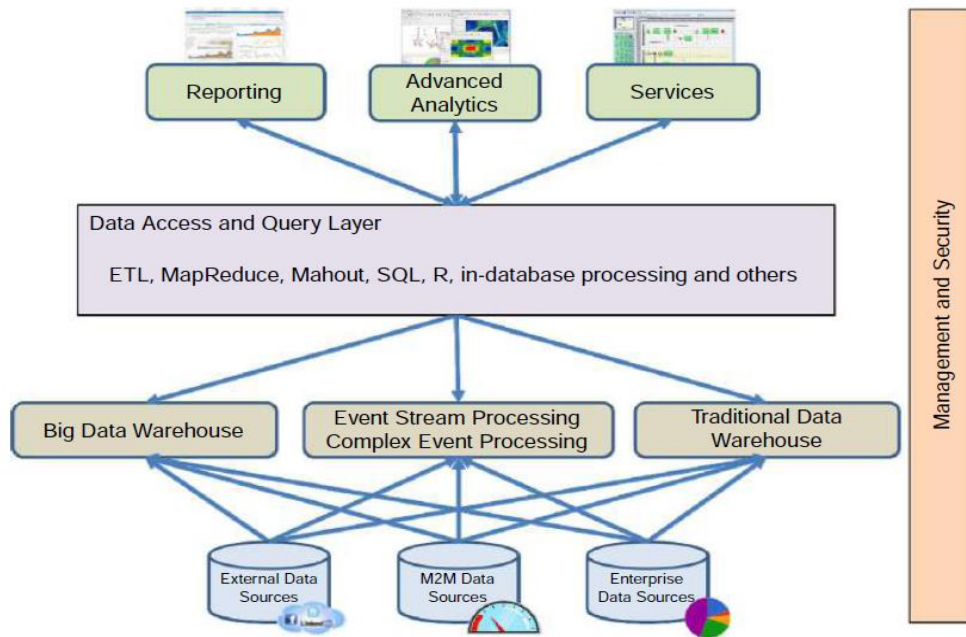 Reporting
Advanced
Analytics
Services
Data Access and Query Layer
ETL, MapReduce, Mahout, SQL, R, in-database processing and others
Big Data Warehouse
Event Stream Processing
Complex Event Processing
Traditional Data
Warehouse
External Data
Sources
M2M Data
Sources
Enterprise
Data Sources
Management and Security